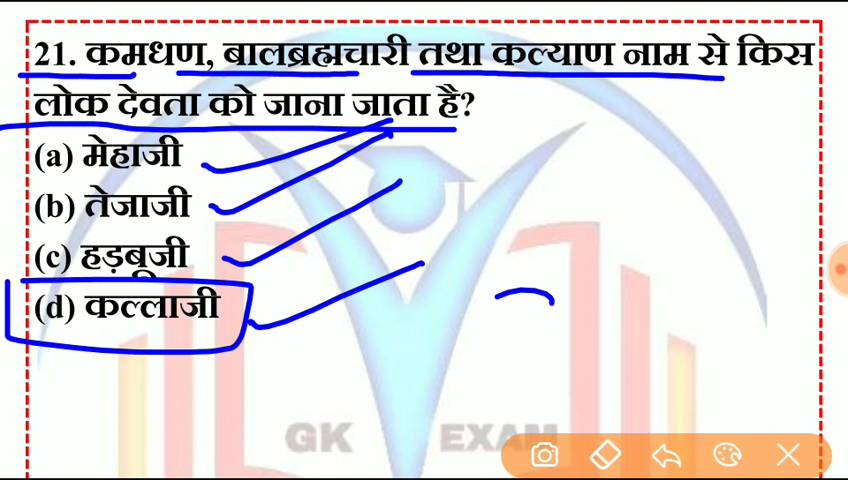 21. कमधण, बालब्रह्मचारी तथा कल्याण नाम से किस
लोक देवता को जाना जाता है?
(a) मेहाजी
(b) तेजाजी
(c) हड़बूजी
(d) कल्लाजी
GK EXAM